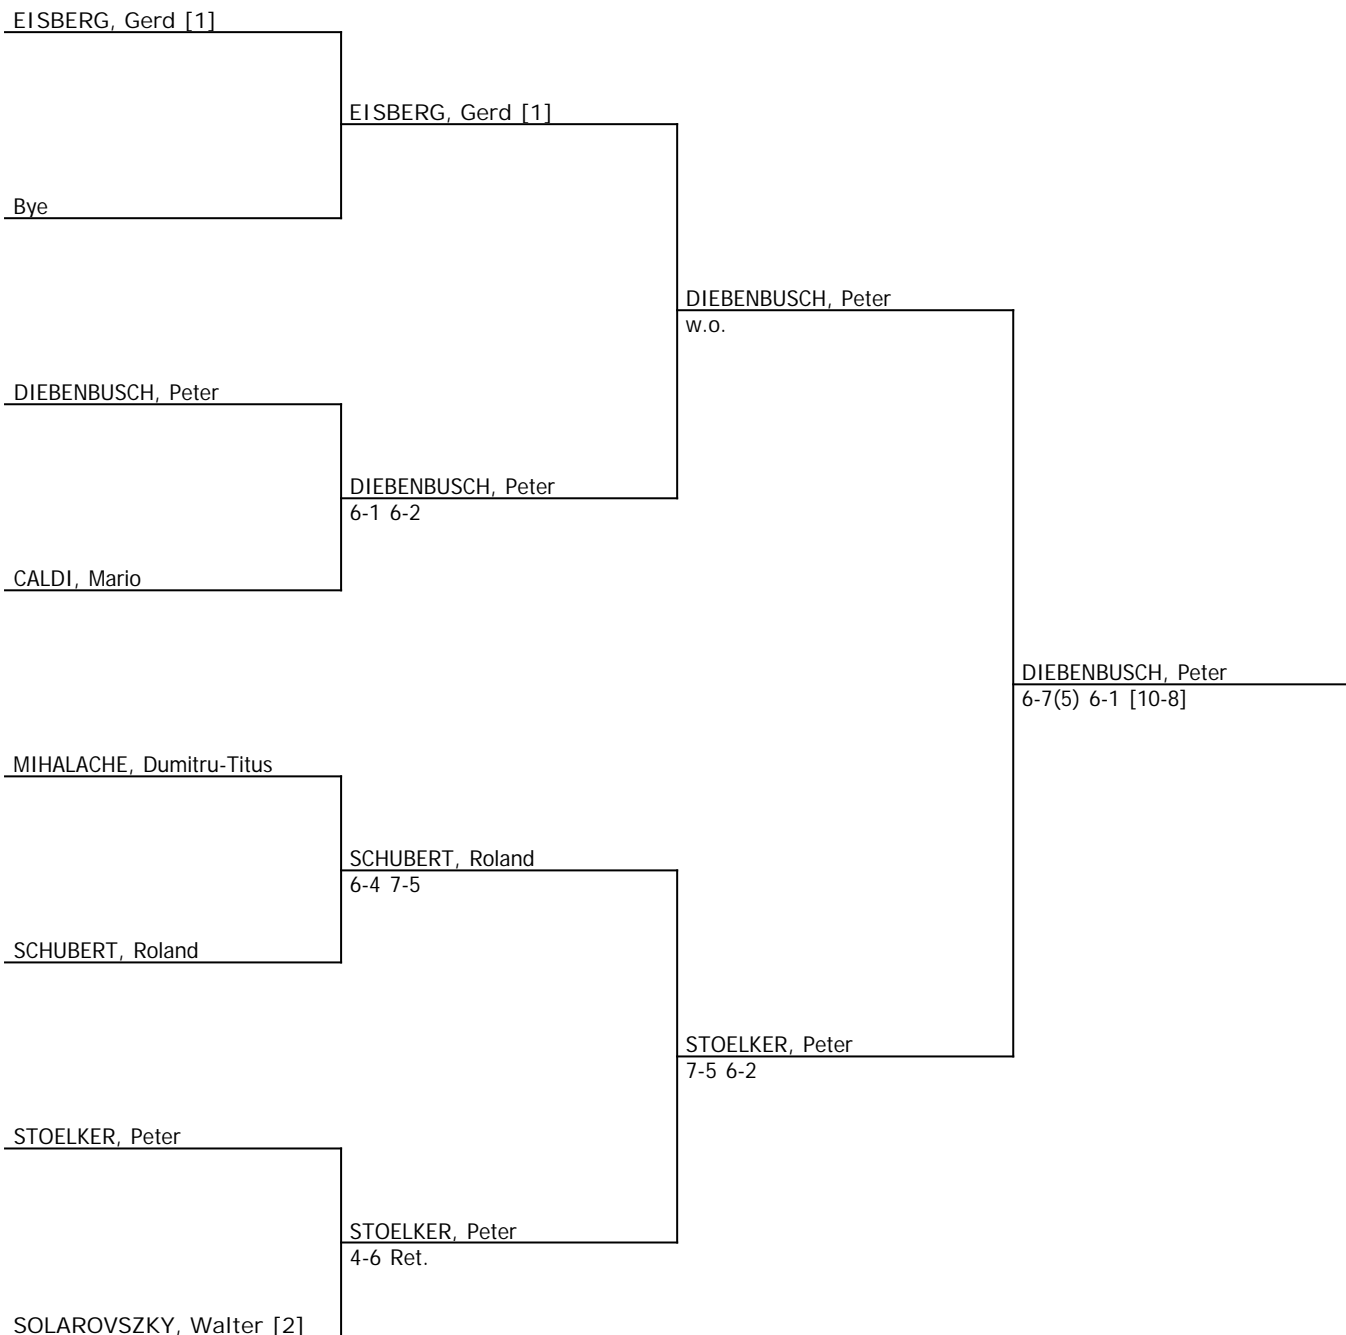 EISBERG, Gerd [1]
EISBERG, Gerd [1]
Bye
DIEBENBUSCH, Peter
w.o.
DIEBENBUSCH, Peter
DIEBENBUSCH, Peter
6-1 6-2
CALDI, Mario
DIEBENBUSCH, Peter
6-7(5) 6-1 [10-8]
MIHALACHE, Dumitru-Titus
SCHUBERT, Roland
6-4 7-5
SCHUBERT, Roland
STOELKER, Peter
7-5 6-2
STOELKER, Peter
STOELKER, Peter
4-6 Ret.
SOLAROVSZKY, Walter [2]